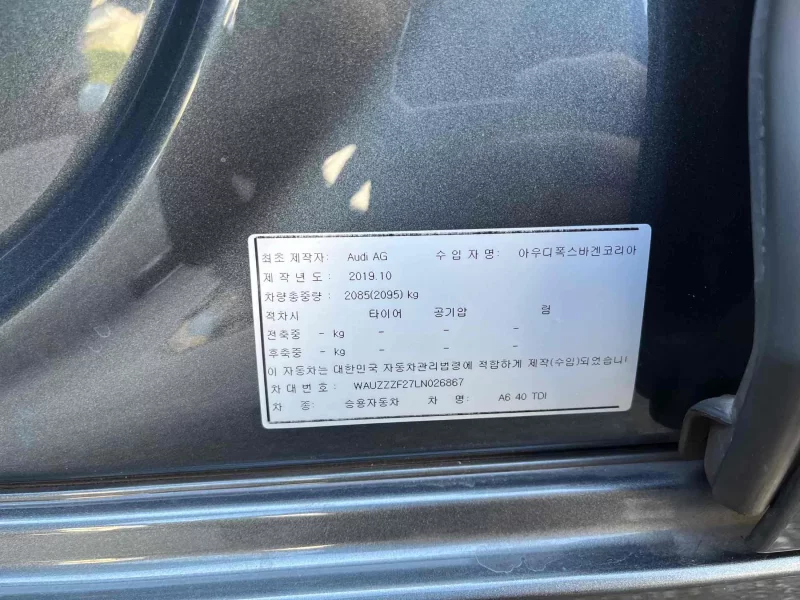 최초 제작자: Audi AG 수 입 자 명: 아우디폭스바겐코리아
제 작 년 도 : 2019.10
차량총중량 : 2085(2095) kg
적차시 타이어 공기압 림
전축중 - kg - - -
후축중 - kg - - -
이 자동차는 대한민국 자동차관리법령에 적합하게 제작(수입)되었습니
차 대 번 호 : WAUZZZF27LN026867
차 종: 승용자동차 차 명: A6 40 TDI